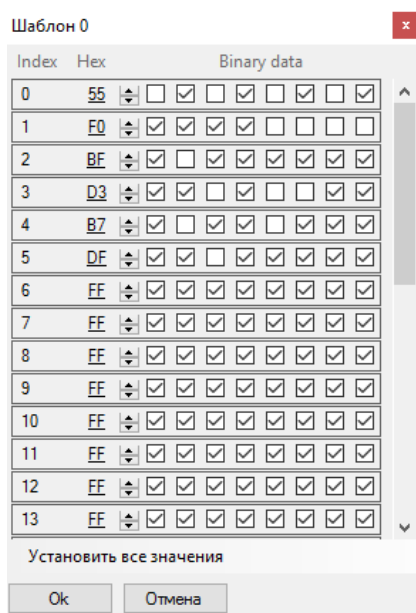 Шаблон 0
x
Index Hex Binary data
0 55
1 F0
2 BF
3 D3
4 B7
5 DF
6 FF
7 FF
8 FF
9 FF
10 FF
11 FF
12 FF
13 FF
Установить все значения
Ok Отмена